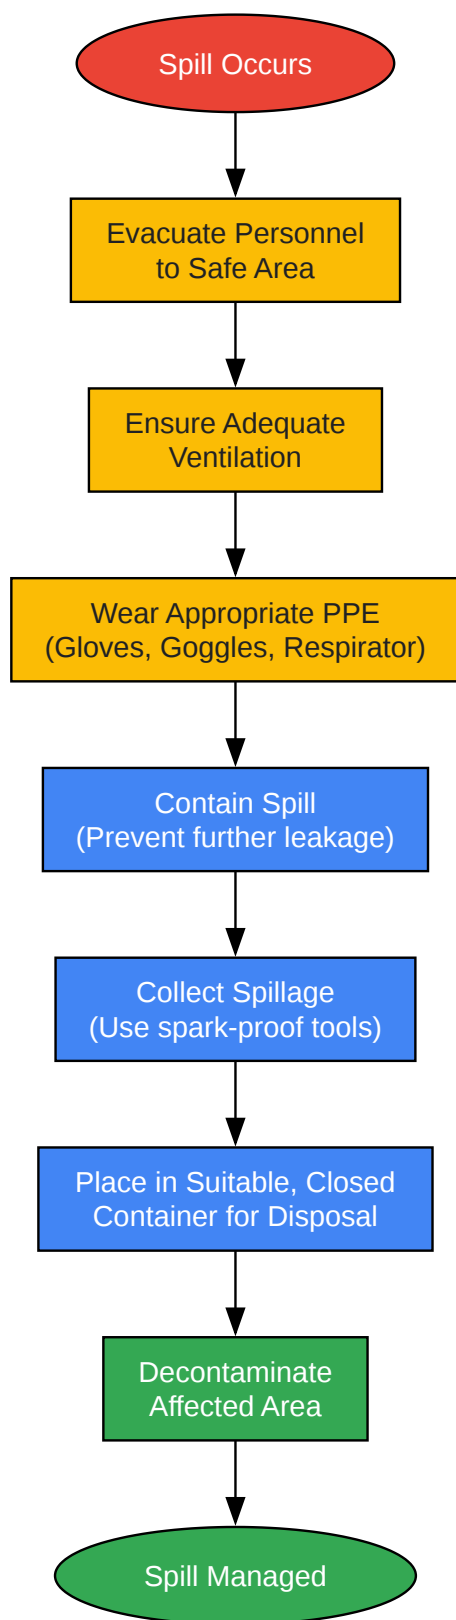 Spill Occurs
Evacuate Personnel
to Safe Area
Ensure Adequate
Ventilation
Wear Appropriate PPE
(Gloves, Goggles, Respirator)
Contain Spill
(Prevent further leakage)
Collect Spillage
(Use spark-proof tools)
Place in Suitable, Closed
Container for Disposal
Decontaminate
Affected Area
Spill Managed